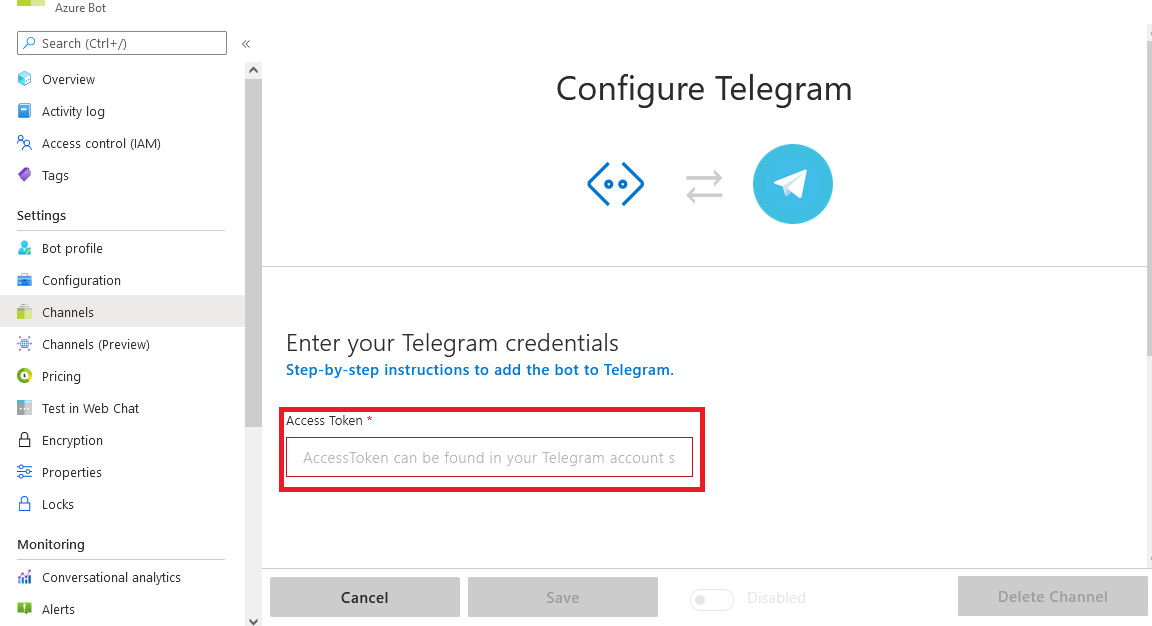 Azure Bot
Search (Ctrl+/)
«
Overview
Activity log
Access control (IAM)
Tags
Settings
Bot profile
Configuration
Channels
Channels (Preview)
Pricing
Test in Web Chat
Encryption
Properties
Locks
Monitoring
Conversational analytics
Alerts
Configure Telegram
Enter your Telegram credentials
Step-by-step instructions to add the bot to Telegram.
Access Token *
AccessToken can be found in your Telegram account s
Cancel
Save
Disabled
Delete Channel